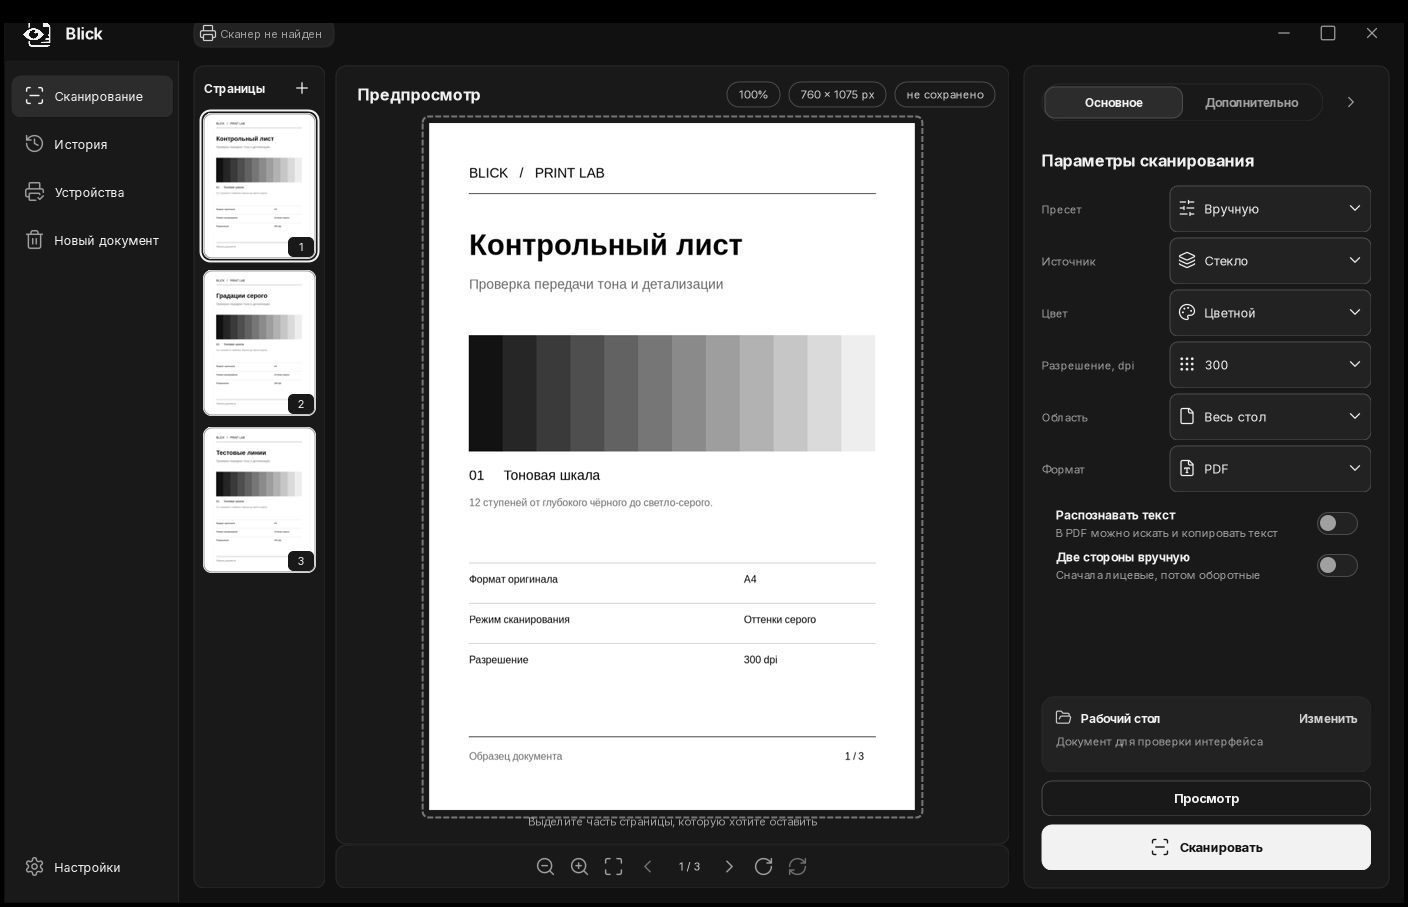 Blick
Сканер не найден
Сканирование
История
Устройства
Новый документ
Настройки
Страницы
Контрольный лист
1
Градации серого
2
Тестовые линии
3
Предпросмотр
100%
760 × 1075 px
не сохранено
BLICK / PRINT LAB
Контрольный лист
Проверка передачи тона и детализации
01 Тоновая шкала
12 ступеней от глубокого чёрного до светло-серого.
Формат оригинала A4
Режим сканирования Оттенки серого
Разрешение 300 dpi
Образец документа 1 / 3
Выделите часть страницы, которую хотите оставить
1 / 3
Основное
Дополнительно
Параметры сканирования
Пресет Вручную
Источник Стекло
Цвет Цветной
Разрешение, dpi 300
Область Весь стол
Формат PDF
Распознавать текст
В PDF можно искать и копировать текст
Две стороны вручную
Сначала лицевые, потом оборотные
Рабочий стол Изменить
Документ для проверки интерфейса
Просмотр
Сканировать